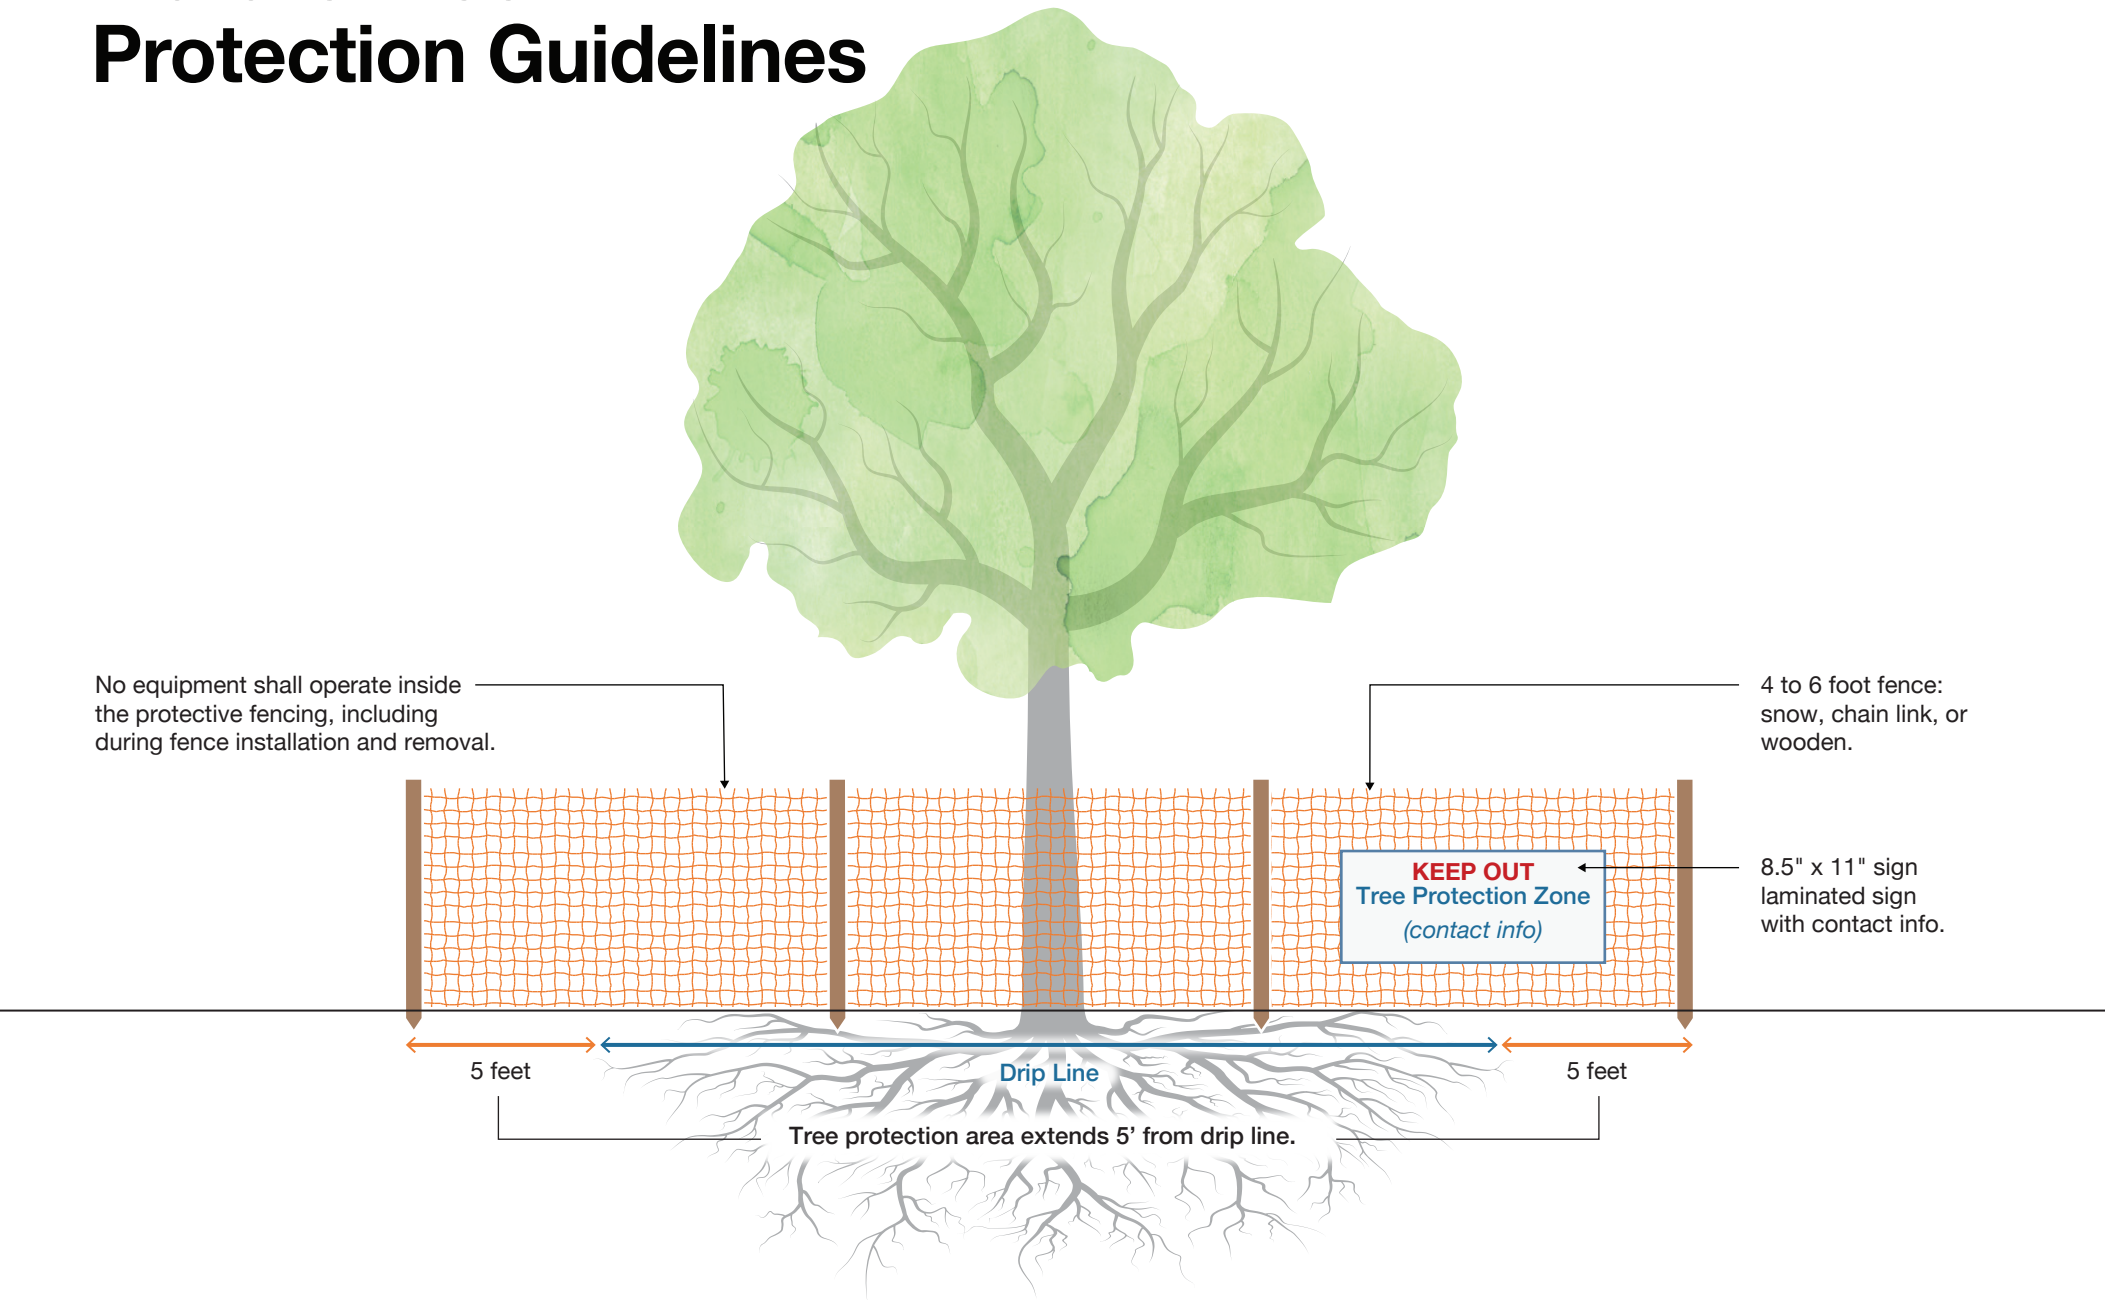 Protection Guidelines
No equipment shall operate inside
the protective fencing, including
during fence installation and removal.
4 to 6 foot fence:
snow, chain link, or
wooden.
KEEP OUT
Tree Protection Zone
(contact info)
8.5" x 11" sign
laminated sign
with contact info.
5 feet
Drip Line
5 feet
Tree protection area extends 5’ from drip line.